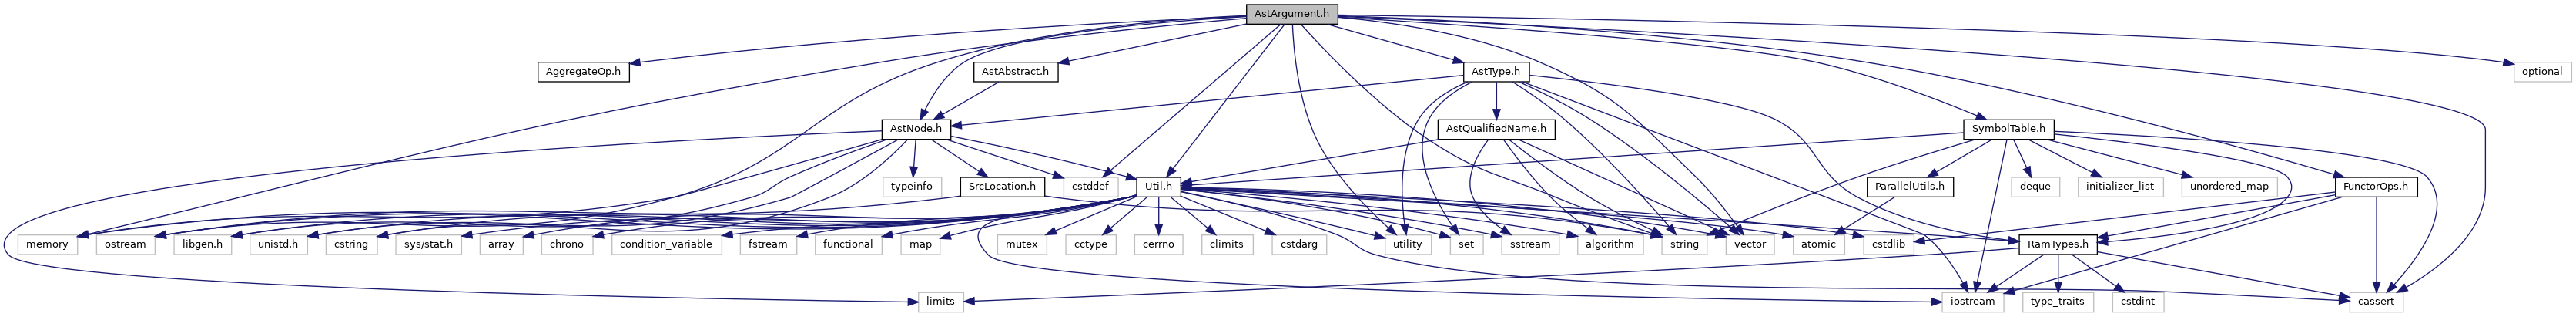 AstArgument.h
AggregateOp.h
AstAbstract.h
AstType.h
optional
AstNode.h
AstQualifiedName.h
SymbolTable.h
typeinfo
SrcLocation.h
cstddef
Util.h
ParallelUtils.h
deque
initializer_list
unordered_map
FunctorOps.h
memory
ostream
libgen.h
unistd.h
cstring
sys/stat.h
array
chrono
condition_variable
fstream
functional
map
mutex
cctype
cerrno
climits
cstdarg
utility
set
sstream
algorithm
string
vector
atomic
cstdlib
RamTypes.h
limits
iostream
type_traits
cstdint
cassert